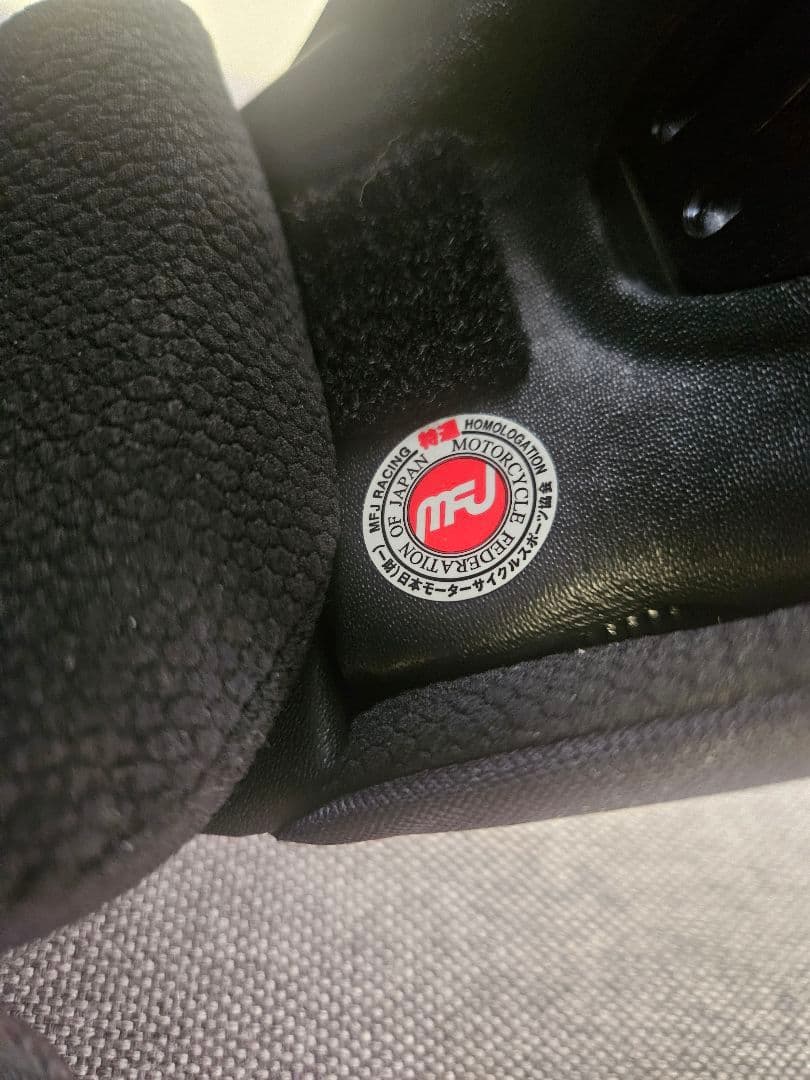 MFJ RACING 特選 HOMOLOGATION
MOTORCYCLE FEDERATION OF JAPAN
MFJ
(一財)日本モーターサイクルスポーツ協会